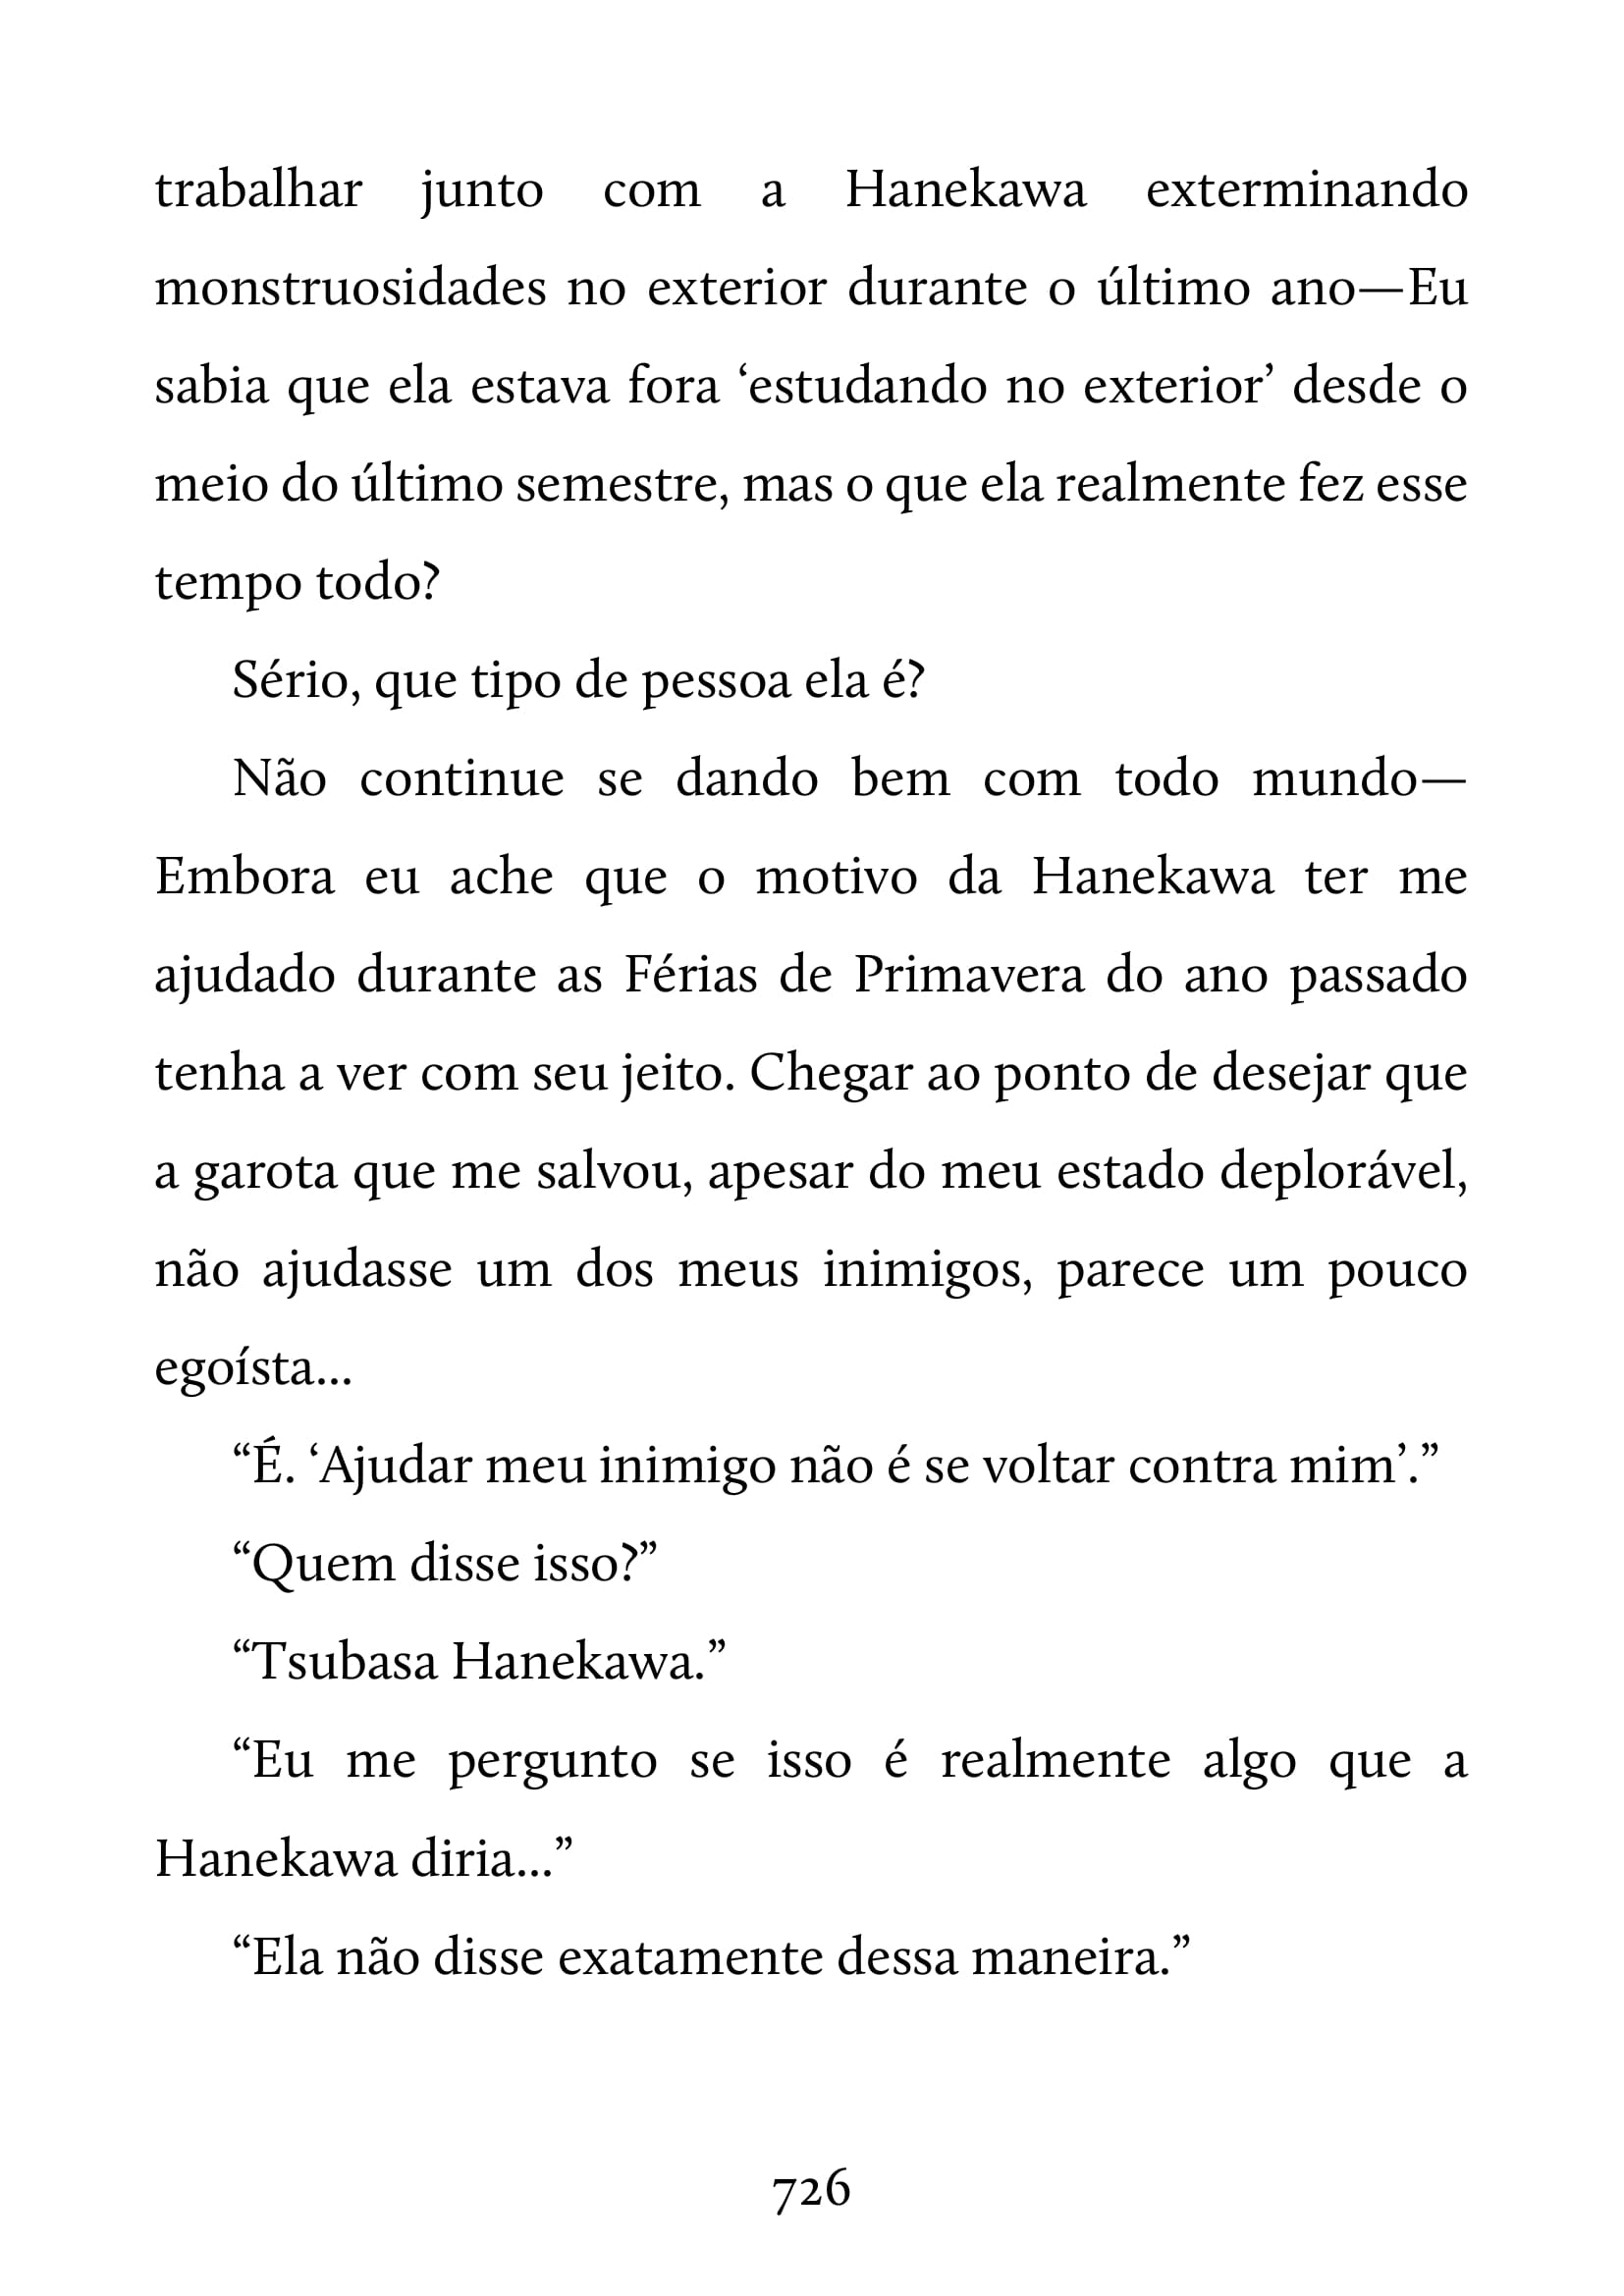 trabalhar junto com a Hanekawa exterminando
monstruosidades no exterior durante o último ano—Eu
sabia que ela estava fora ‘estudando no exterior’ desde o
meio do último semestre, mas o que ela realmente fez esse
tempo todo?
Sério, que tipo de pessoa ela é?
Não continue se dando bem com todo mundo—
Embora eu ache que o motivo da Hanekawa ter me
ajudado durante as Férias de Primavera do ano passado
tenha a ver com seu jeito. Chegar ao ponto de desejar que
a garota que me salvou, apesar do meu estado deplorável,
não ajudasse um dos meus inimigos, parece um pouco
egoísta...
“É. ‘Ajudar meu inimigo não é se voltar contra mim’.”
“Quem disse isso?”
“Tsubasa Hanekawa.”
“Eu me pergunto se isso é realmente algo que a
Hanekawa diria...”
“Ela não disse exatamente dessa maneira.”
726